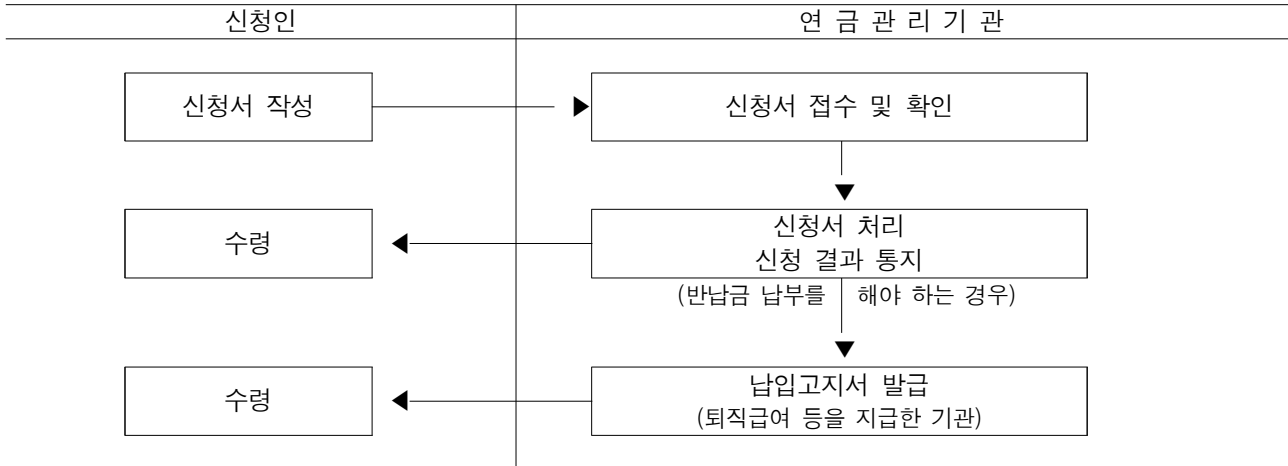 신청인
연 금 관 리 기 관
신청서 작성
신청서 접수 및 확인
수령
신청서 처리
신청 결과 통지
(반납금 납부를 해야 하는 경우)
수령
납입고지서 발급
(퇴직급여 등을 지급한 기관)